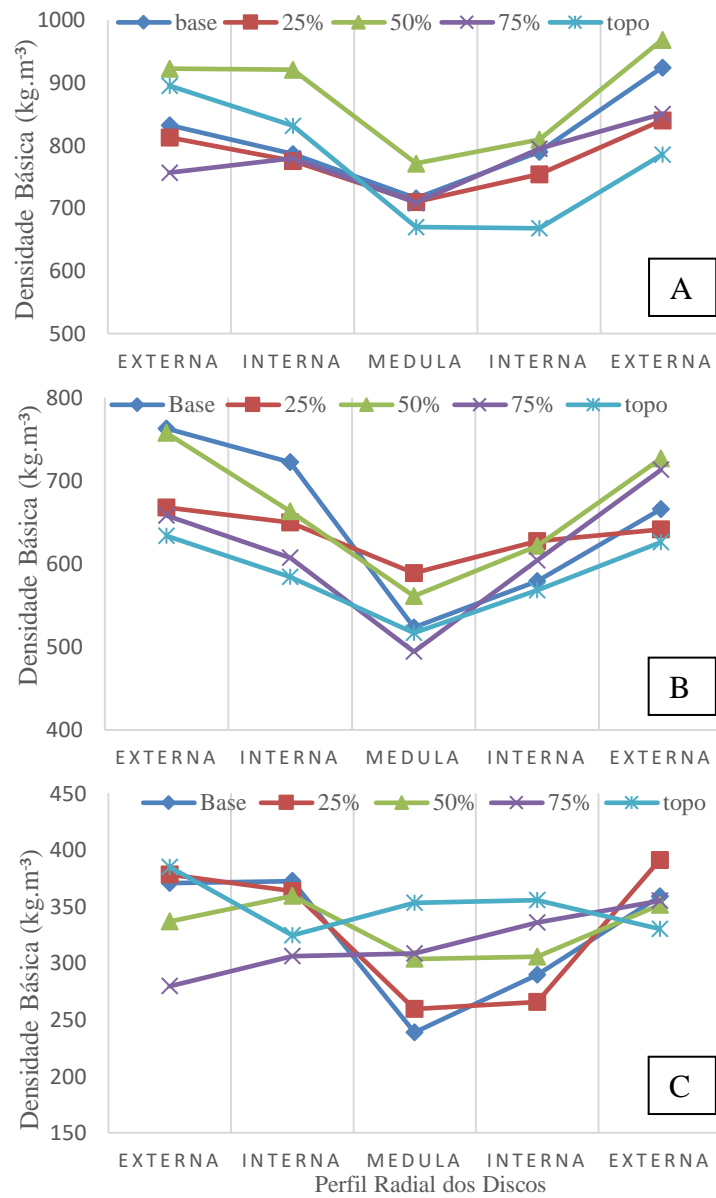 Densidade Básica (kg.m⁻³)
base 25% 50% 75% topo
1000
900
800
700
600
500
A
EXTERNA INTERNA MEDULA INTERNA EXTERNA
Densidade Básica (kg.m⁻³)
Base 25% 50% 75% topo
800
700
600
500
400
B
EXTERNA INTERNA MEDULA INTERNA EXTERNA
Densidade Básica (kg.m⁻³)
Base 25% 50% 75% topo
450
400
350
300
250
200
150
C
EXTERNA INTERNA MEDULA INTERNA EXTERNA
Perfil Radial dos Discos